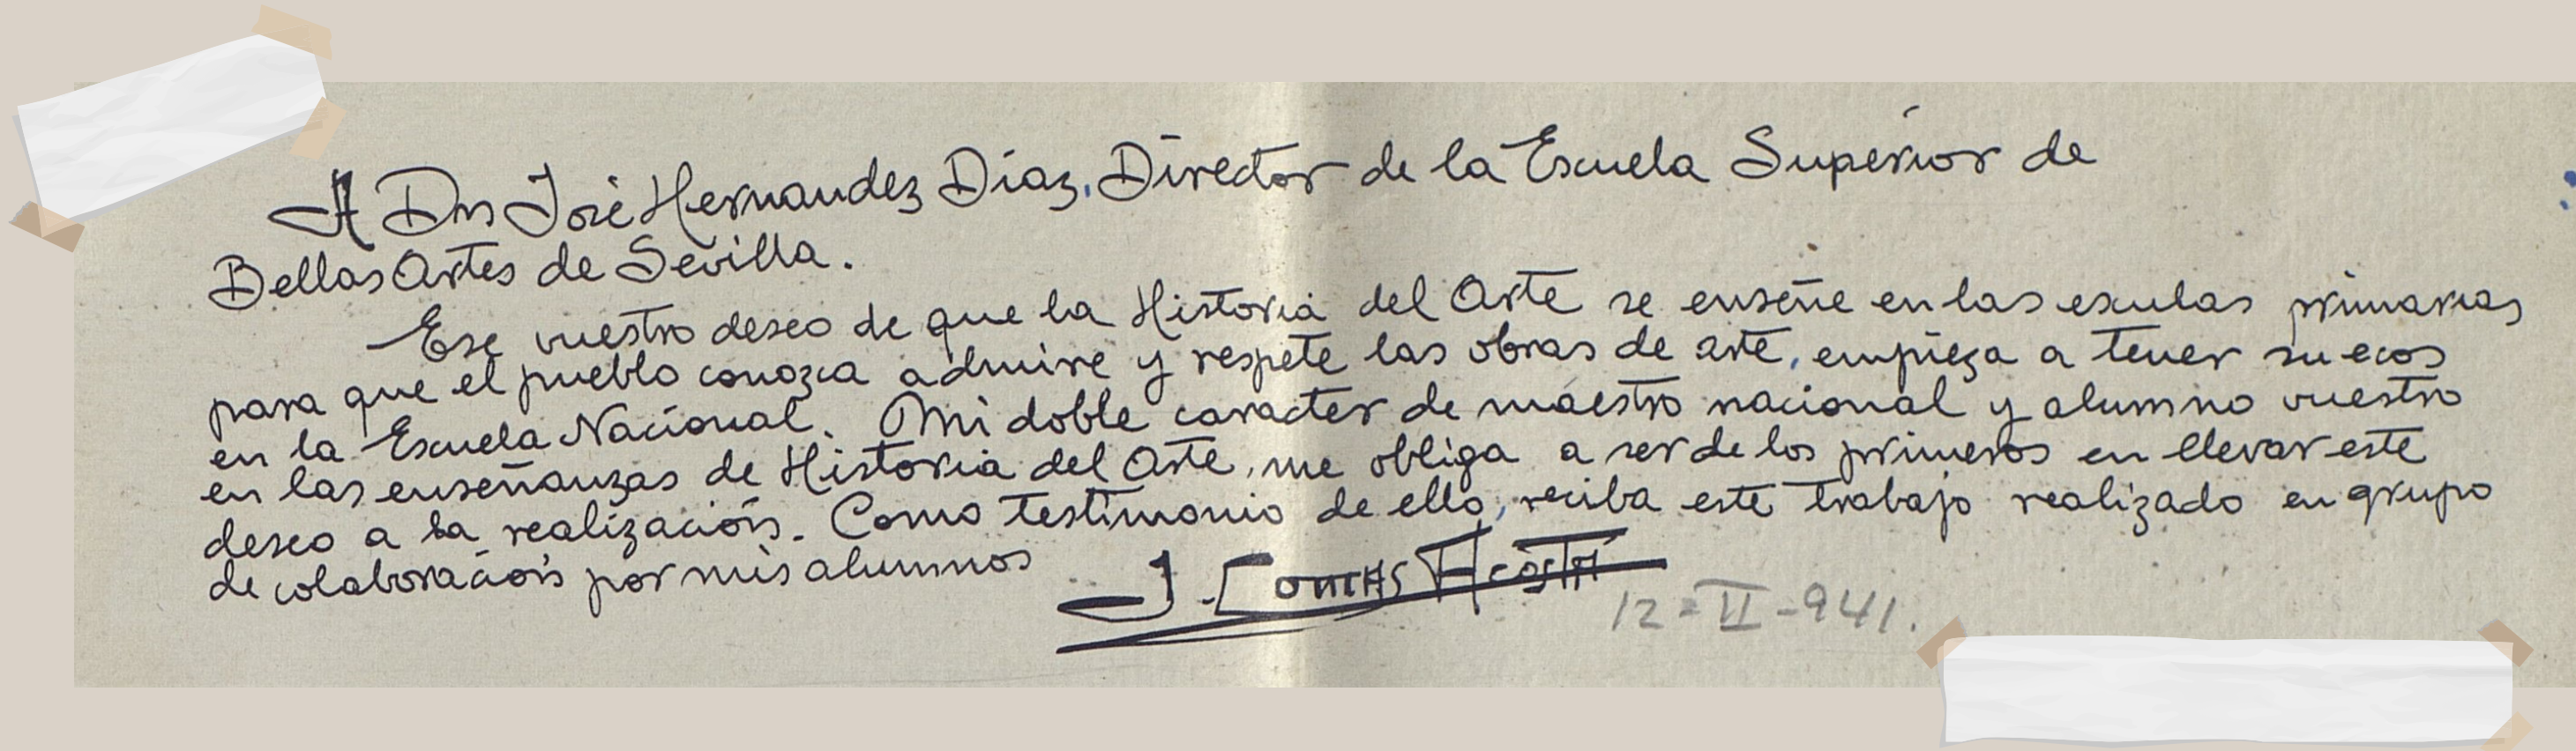 A Dn José Hernandez Díaz, Director de la Escuela Superior de
Bellas Artes de Sevilla.
Ese vuestro deseo de que la Historia del Arte se enseñe en las esculas primarias
para que el pueblo conozca admire y respete las obras de arte, empieza a tener su ecos
en la Escuela Nacional. Mi doble caracter de maestro nacional y alumno vuestro
en las enseñanzas de Historia del Arte, me obliga a ser de los primeros en llevar este
deseo a la realización. Como testimonio de ello, reciba este trabajo realizado en grupo
de colaboración por mis alumnos
J. Comas Acosta
12-II-941.